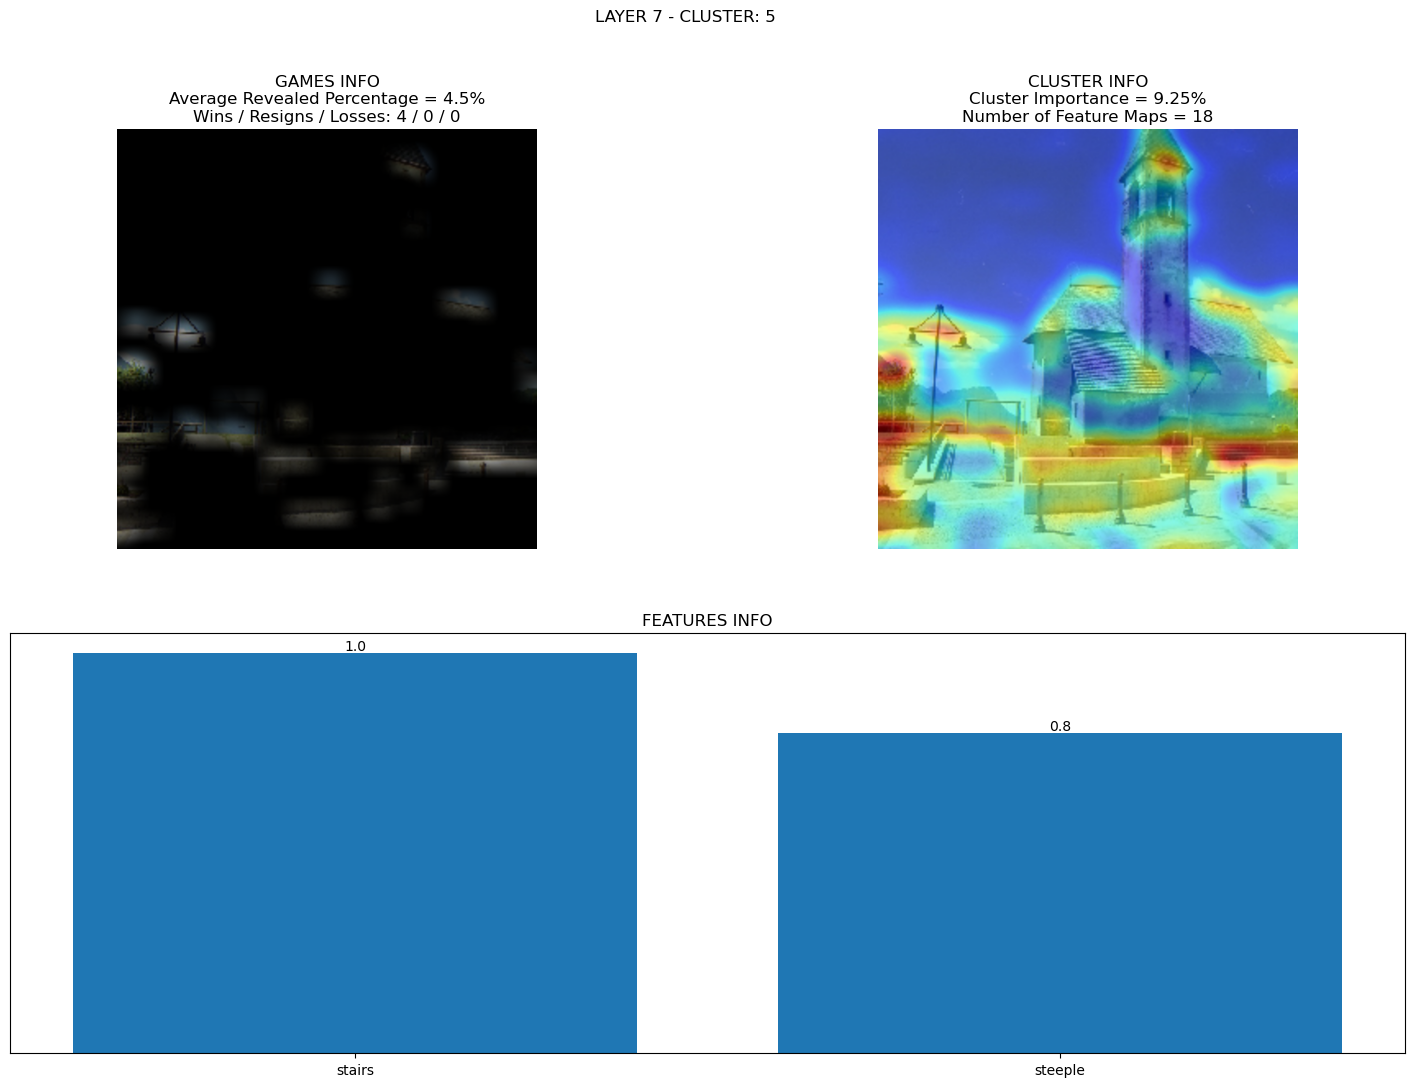 LAYER 7 - CLUSTER: 5
GAMES INFO
Average Revealed Percentage = 4.5%
Wins / Resigns / Losses: 4 / 0 / 0
CLUSTER INFO
Cluster Importance = 9.25%
Number of Feature Maps = 18
FEATURES INFO
1.0
0.8
stairs
steeple